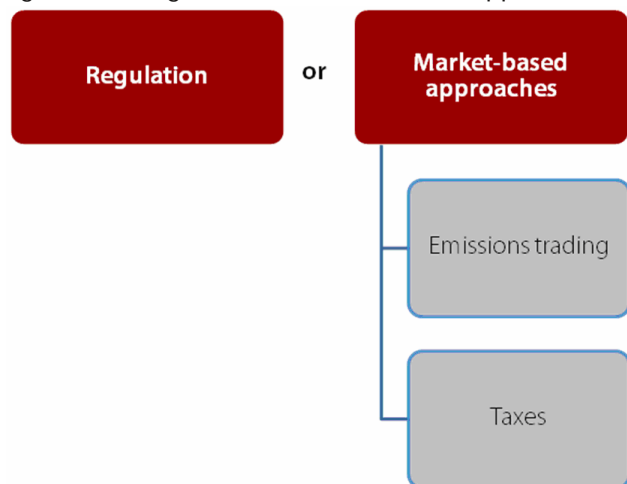 Regulation
or
Market-based
approaches
Emissions trading
Taxes